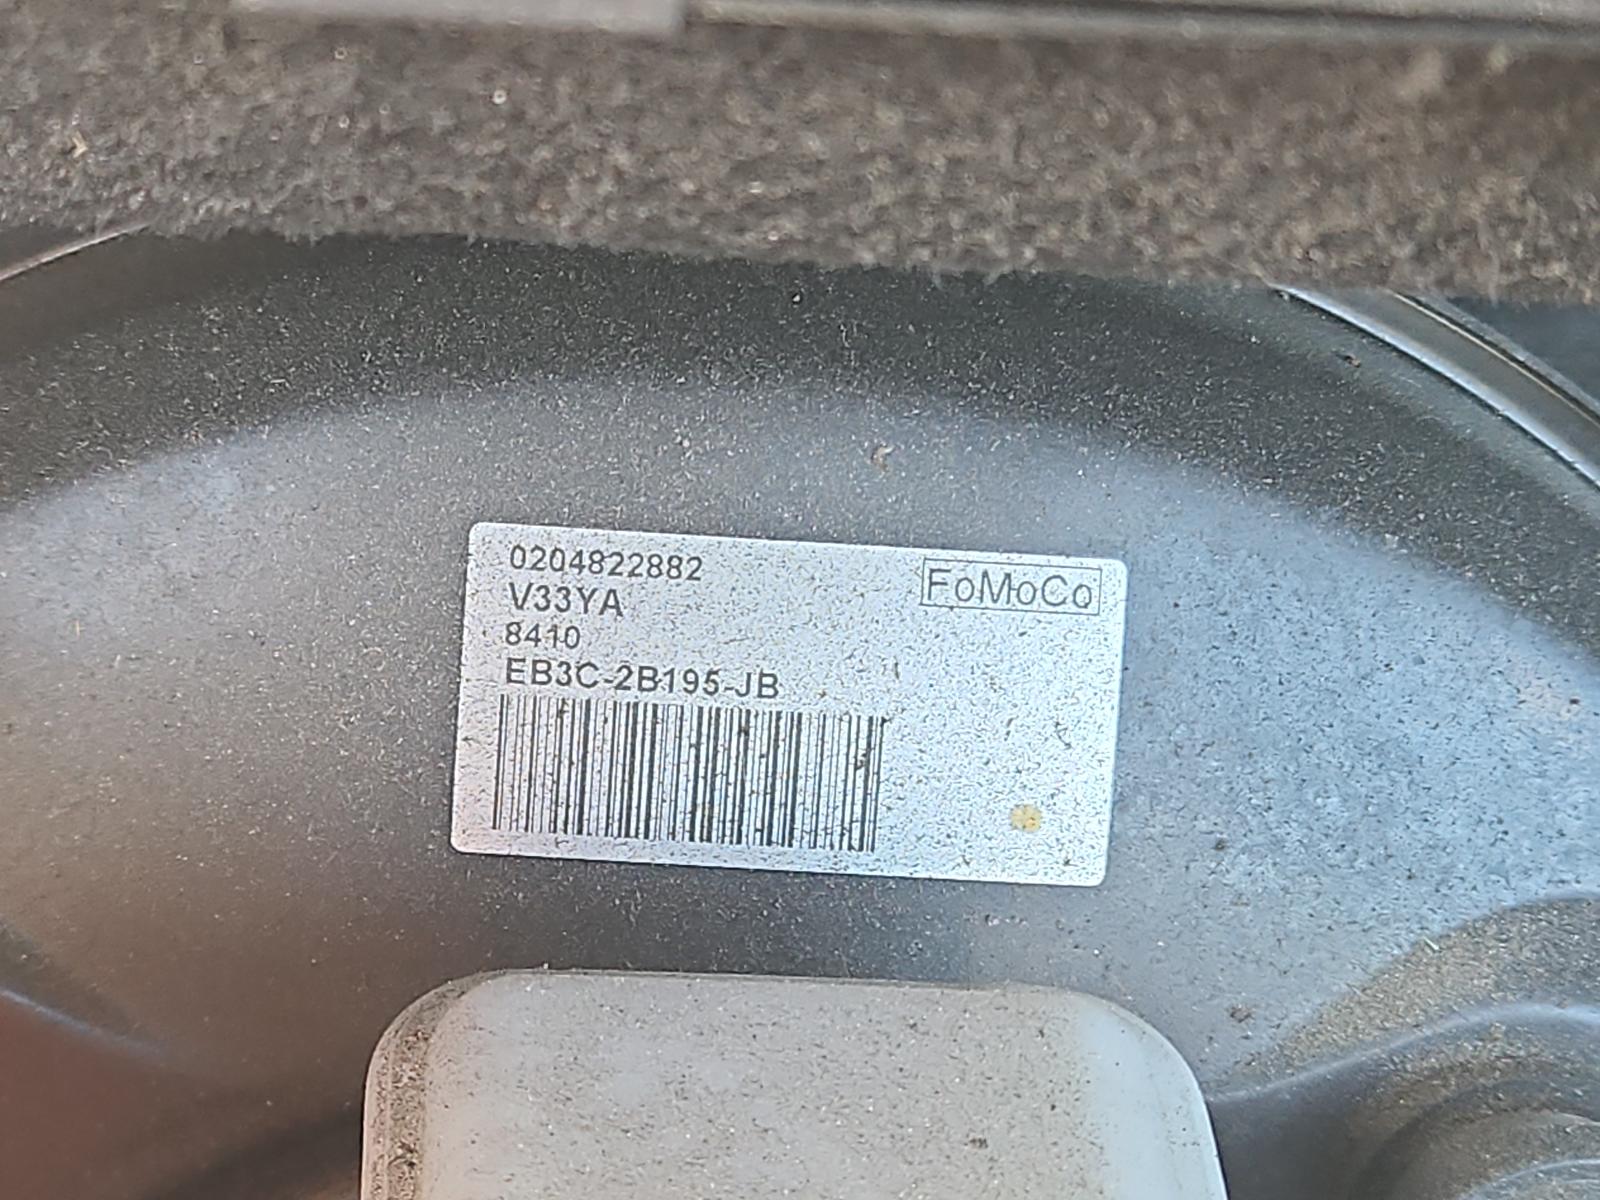 0204822882
FoMoCo
V33YA
8410
EB3C-2B195-JB